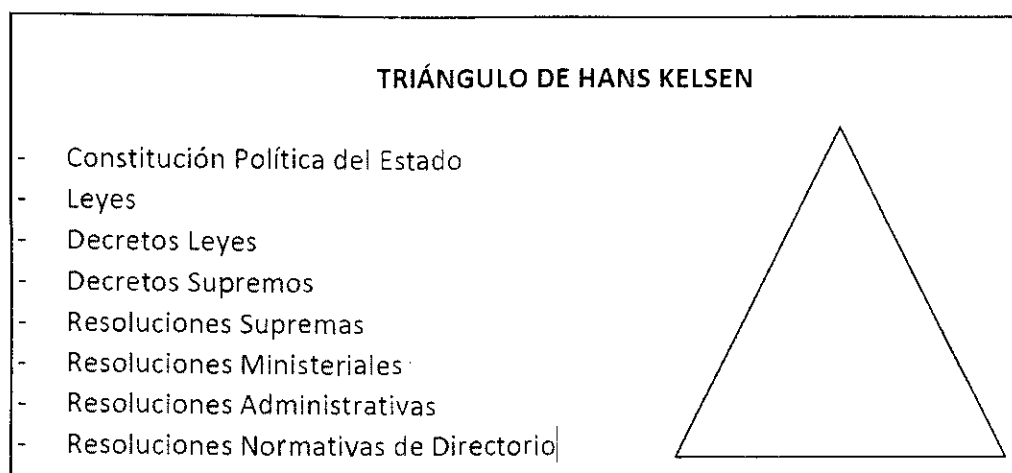 TRIÁNGULO DE HANS KELSEN
- Constitución Política del Estado
- Leyes
- Decretos Leyes
- Decretos Supremos
- Resoluciones Supremas
- Resoluciones Ministeriales
- Resoluciones Administrativas
- Resoluciones Normativas de Directorio